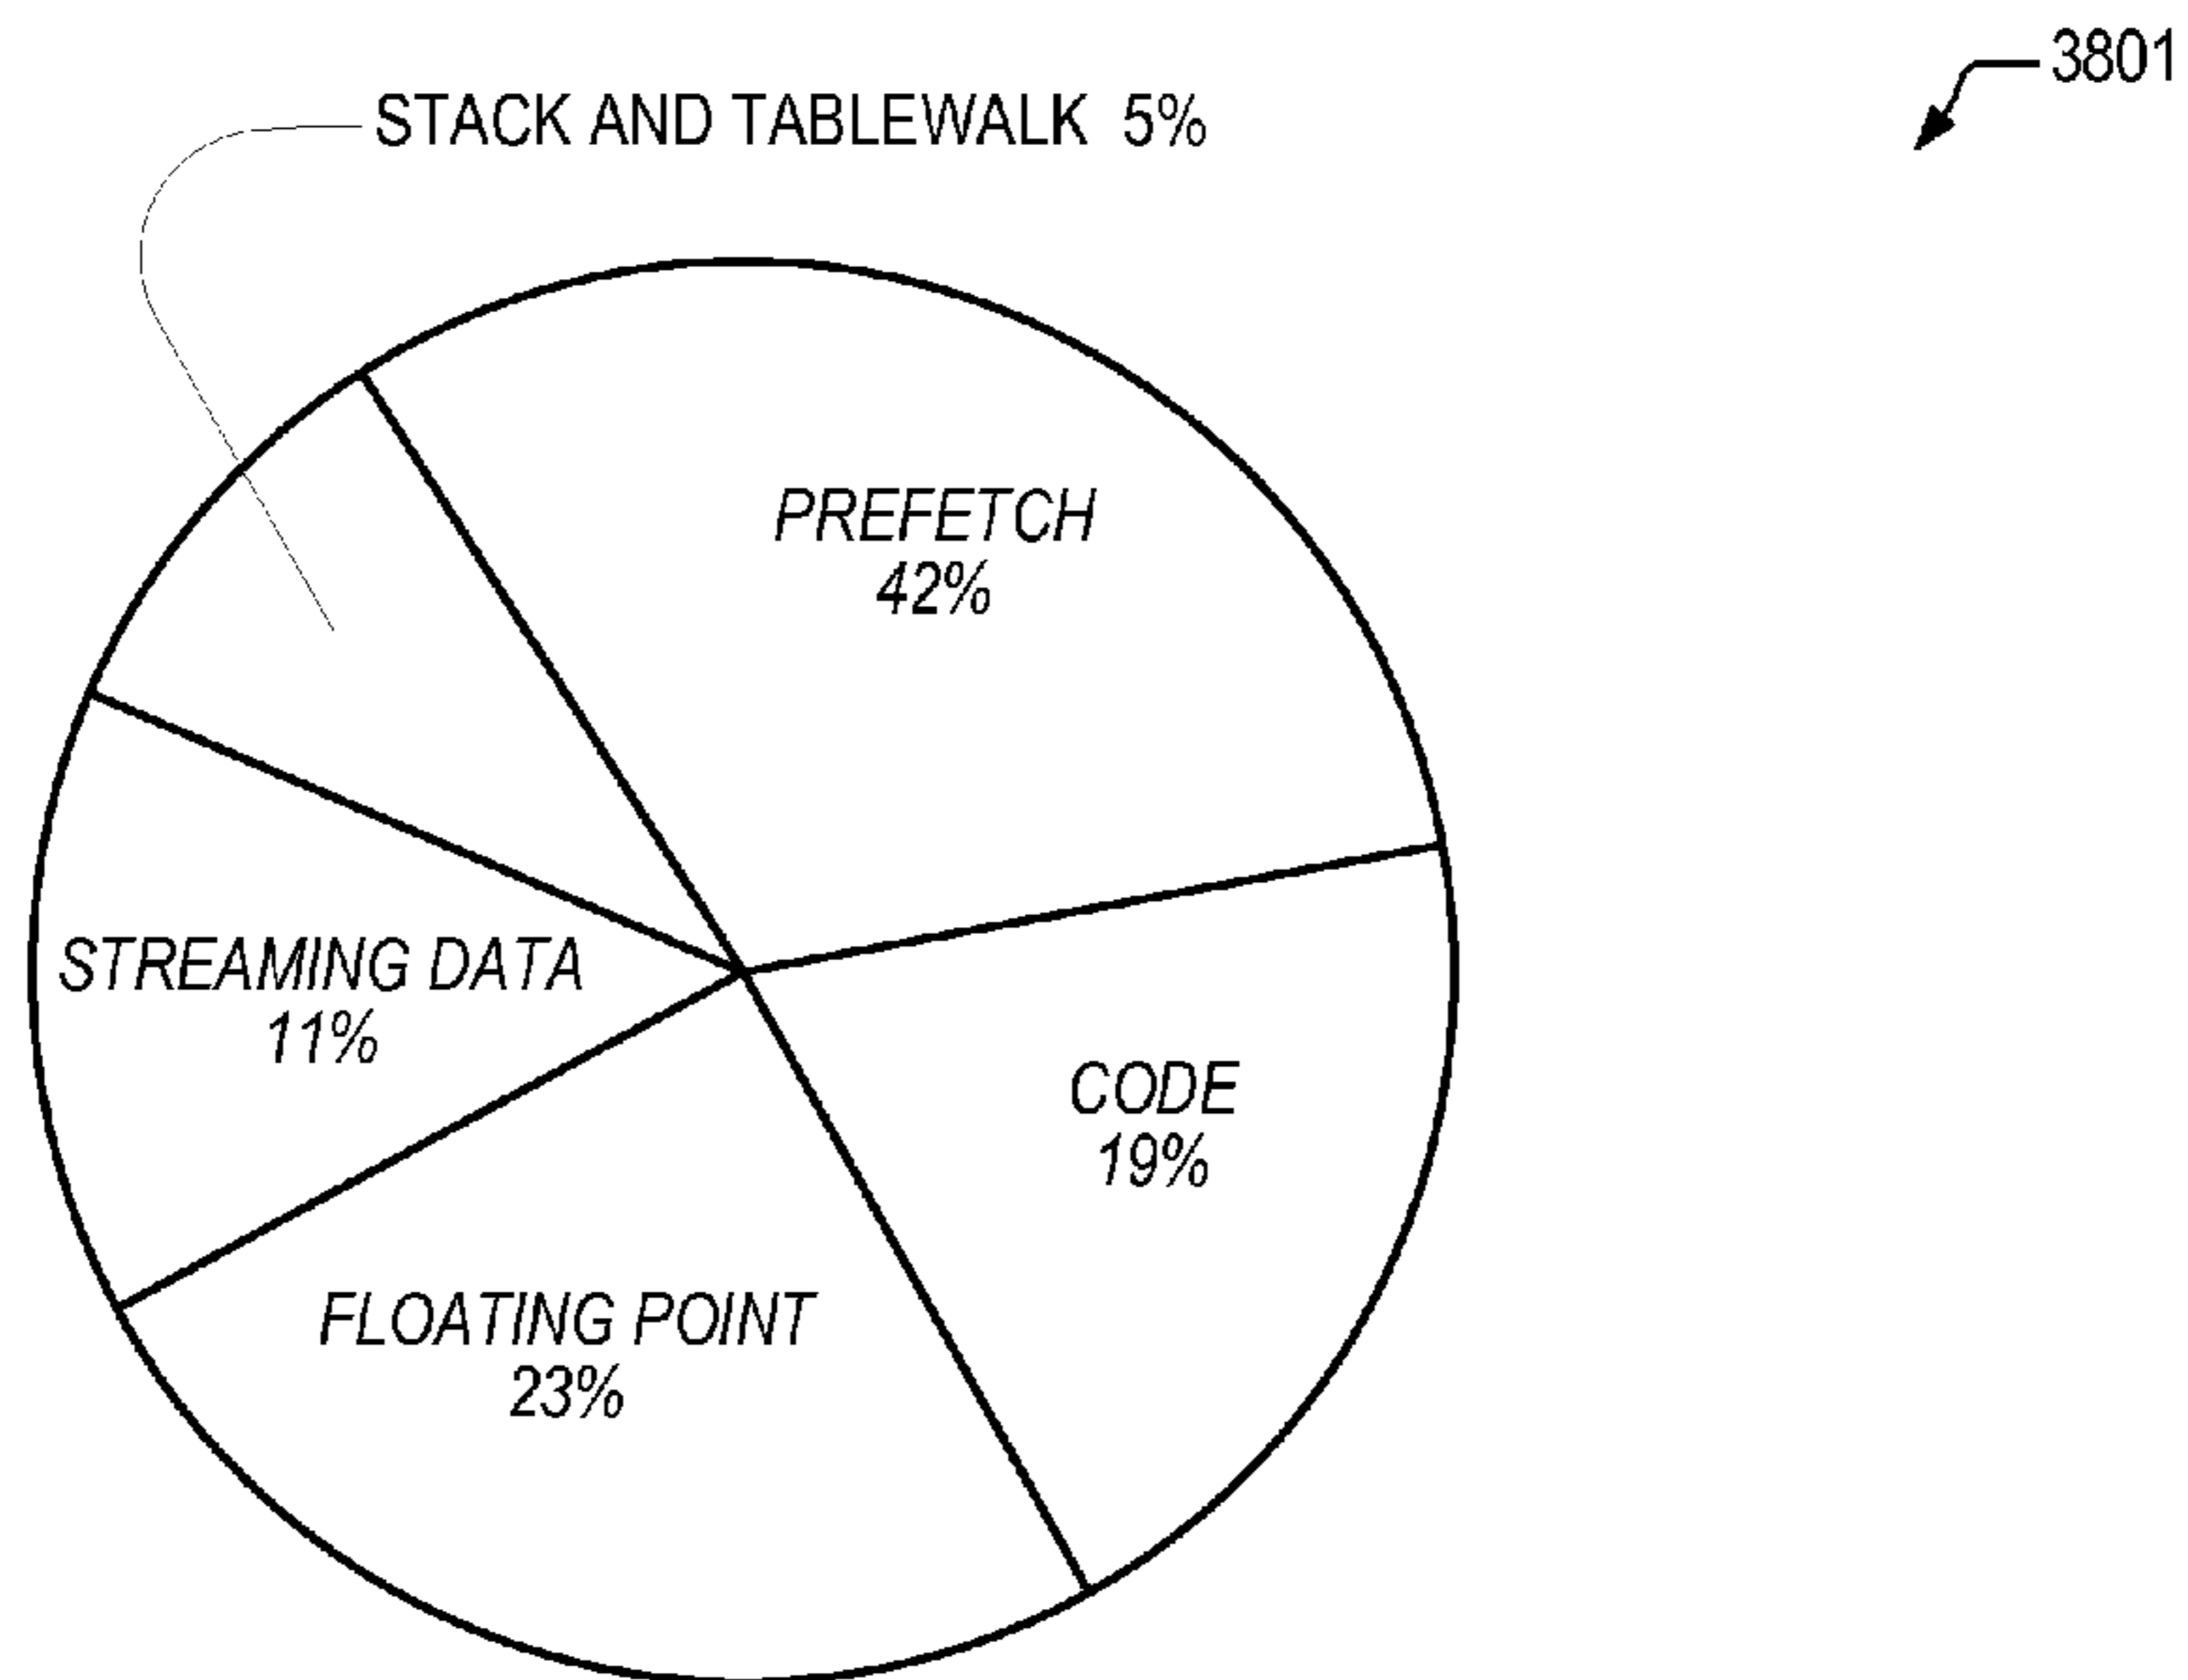 3801
STACK AND TABLEWALK 5%
PREFETCH
42%
STREAMING DATA
11%
CODE
19%
FLOATING POINT
23%